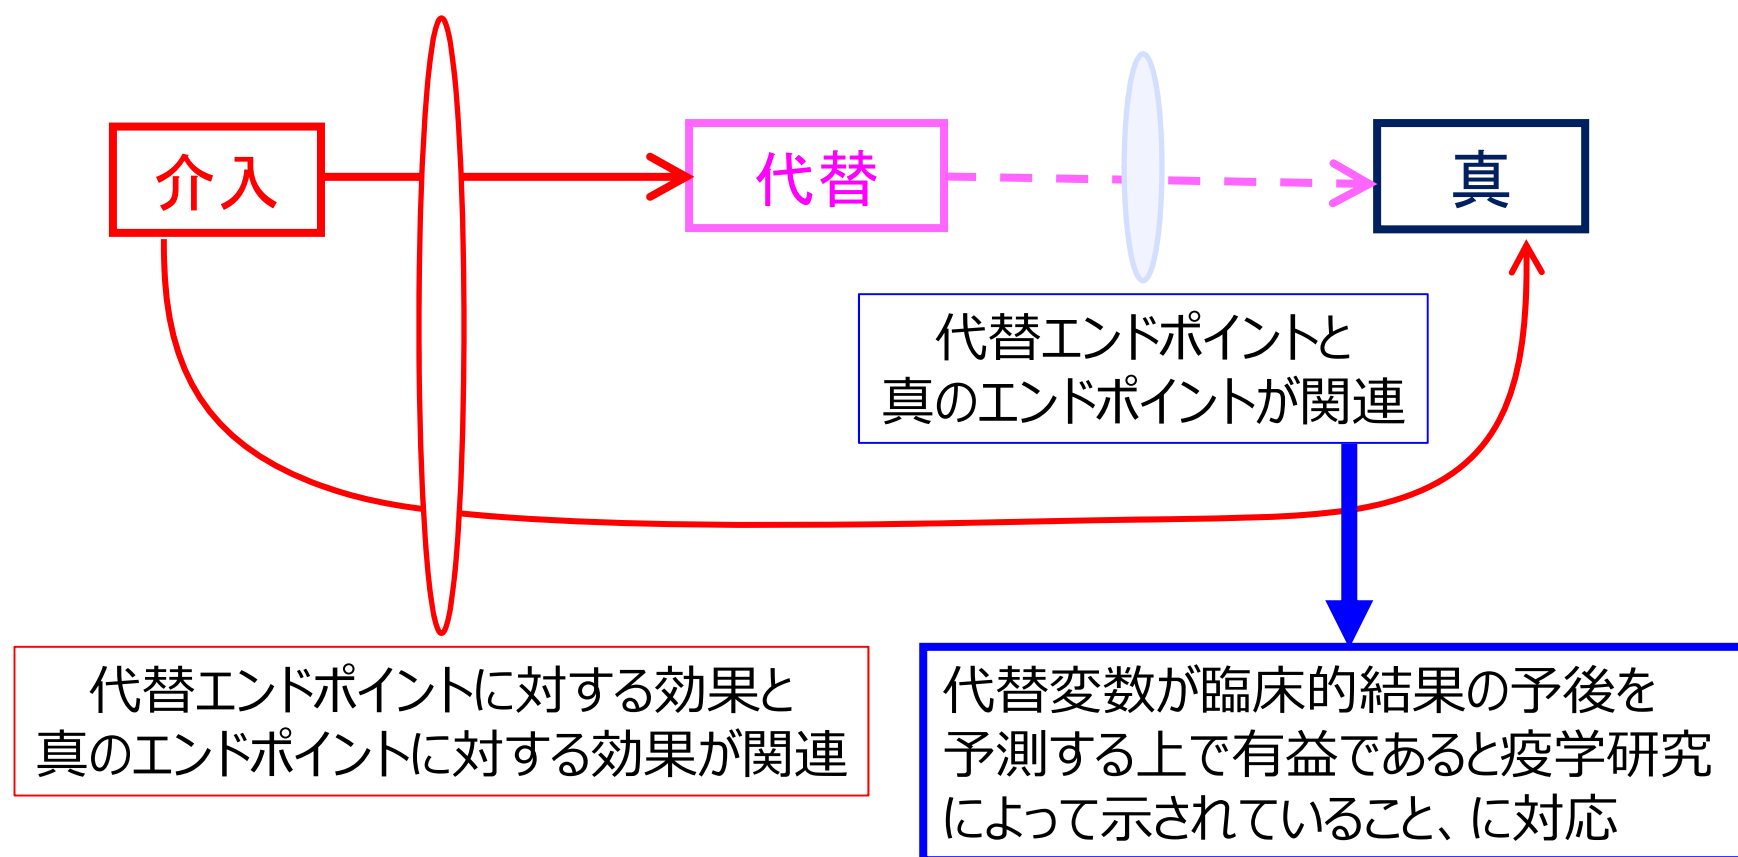 介入
代替
真
代替エンドポイントと
真のエンドポイントが関連
代替エンドポイントに対する効果と
真のエンドポイントに対する効果が関連
代替変数が臨床的結果の予後を
予測する上で有益であると疫学研究
によって示されていること、に対応